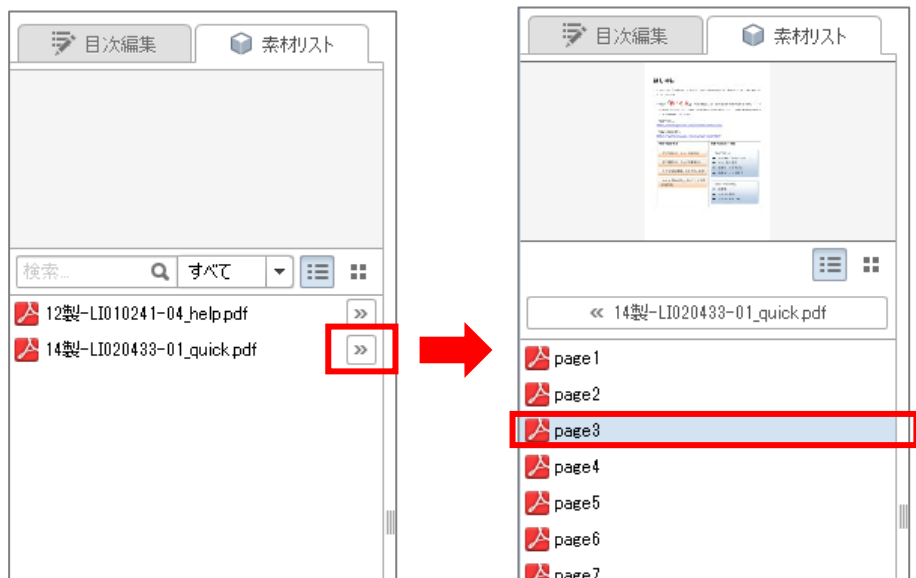 目次編集
素材リスト
検索...
すべて
12製-LI010241-04_help.pdf
14製-LI020433-01_quick.pdf
目次編集
素材リスト
14製-LI020433-01_quick.pdf
page1
page2
page3
page4
page5
page6
page7